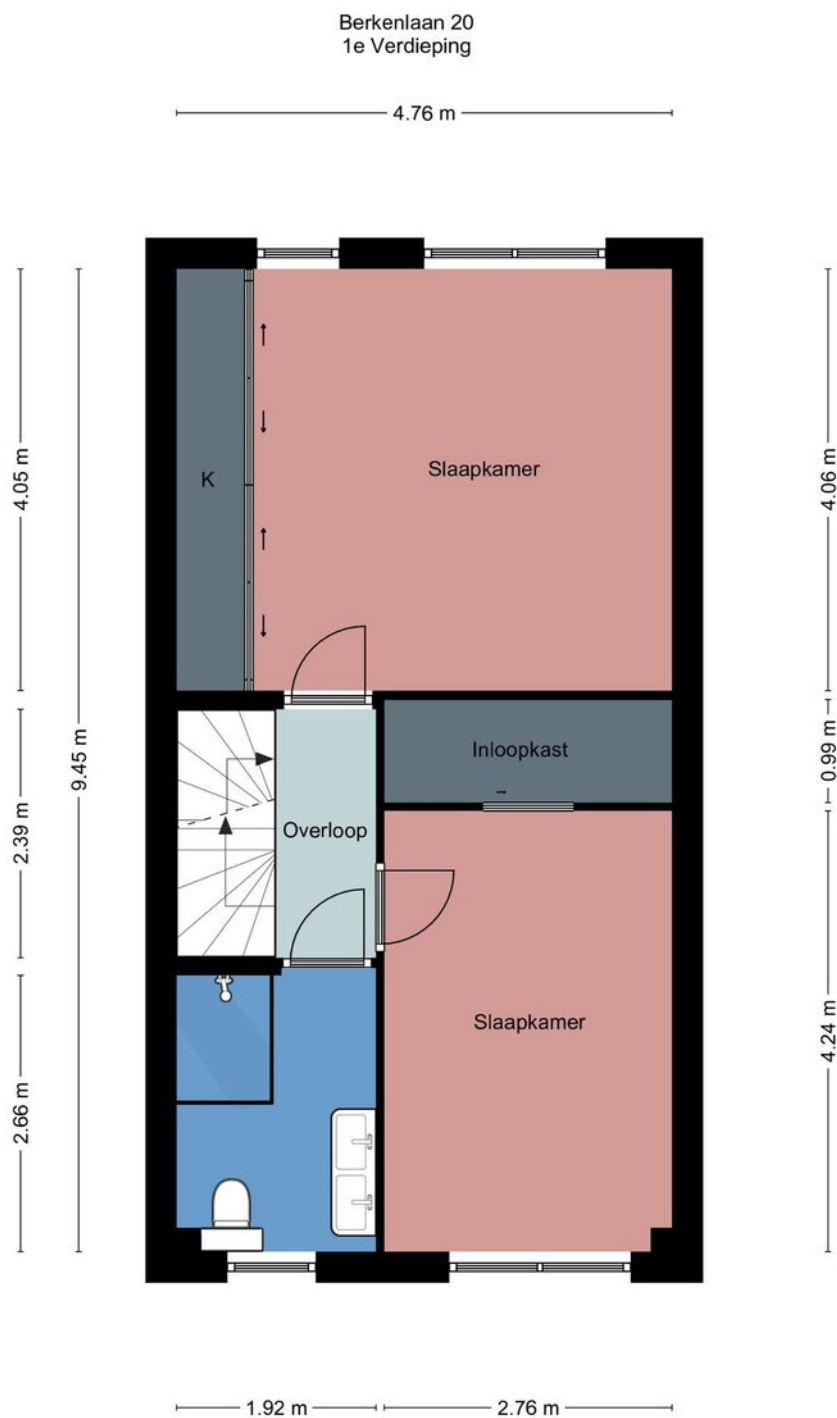 Berkenlaan 20
1e Verdieping
4.76 m
4.05 m
9.45 m
4.06 m
K
Slaapkamer
Inloopkast
0.99 m
2.39 m
Overloop
Slaapkamer
4.24 m
2.66 m
1.92 m
2.76 m